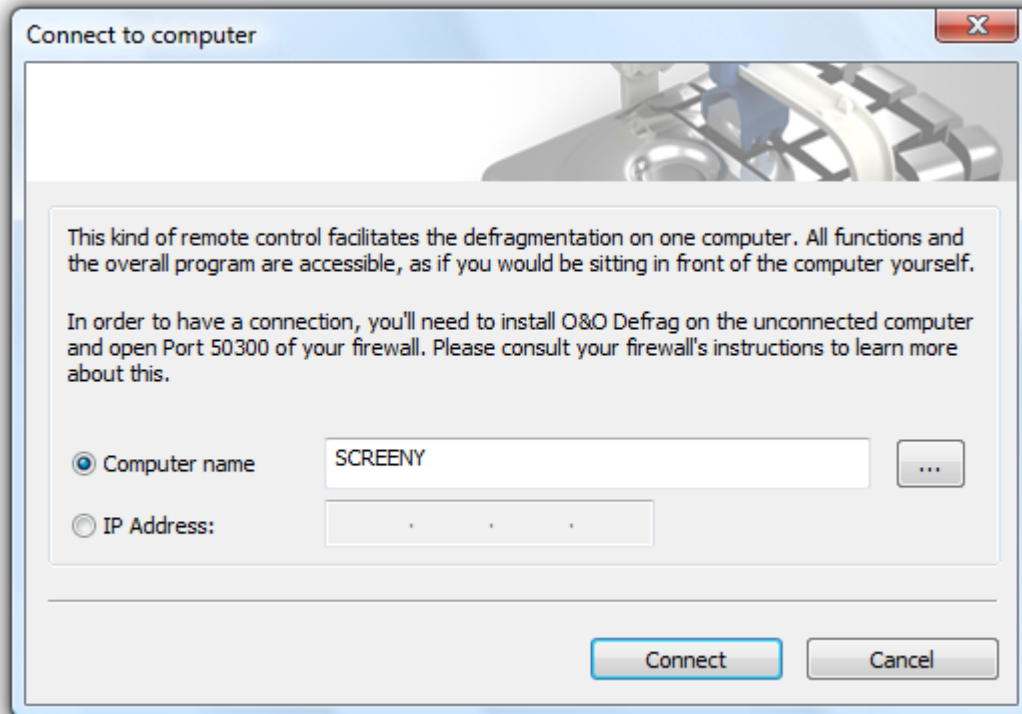 Connect to computer
This kind of remote control facilitates the defragmentation on one computer. All functions and
the overall program are accessible, as if you would be sitting in front of the computer yourself.
In order to have a connection, you'll need to install O&O Defrag on the unconnected computer
and open Port 50300 of your firewall. Please consult your firewall's instructions to learn more
about this.
Computer name SCREENY ...
IP Address: . . .
Connect Cancel